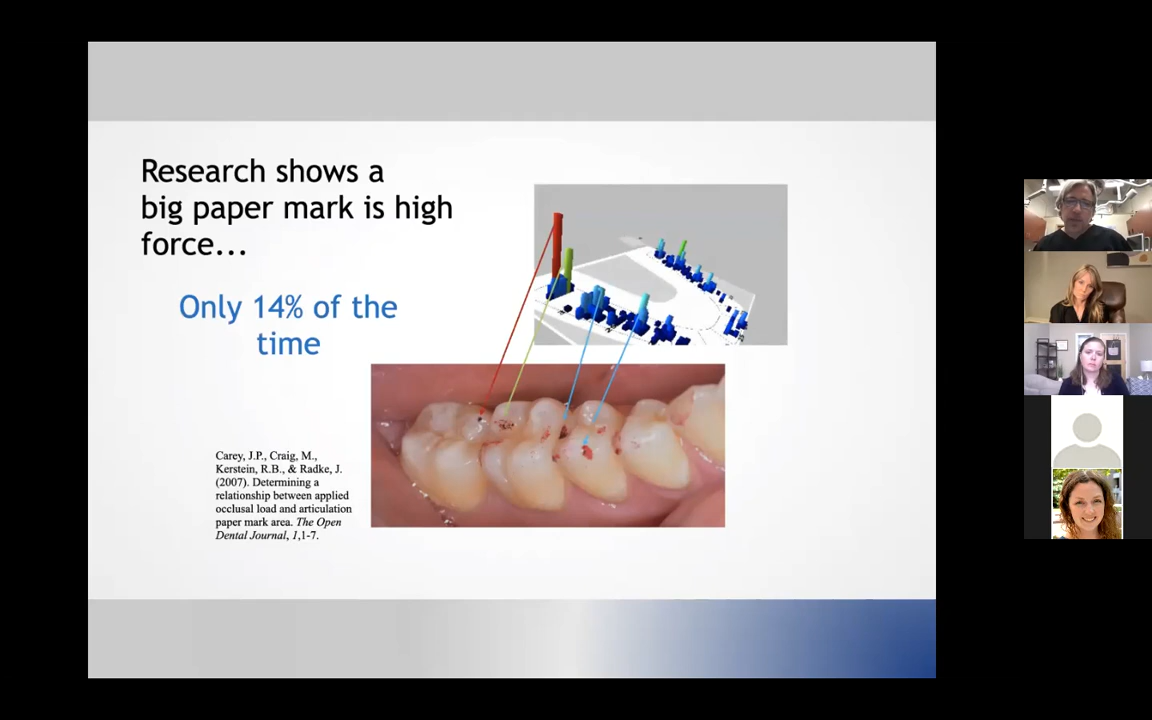 Research shows a
big paper mark is high
force...
Only 14% of the
time
Carey, J.P., Craig, M.,
Kerstein, R.B., & Radke, J.
(2007). Determining a
relationship between applied
occlusal load and articulation
paper mark area. The Open
Dental Journal, 1,1-7.